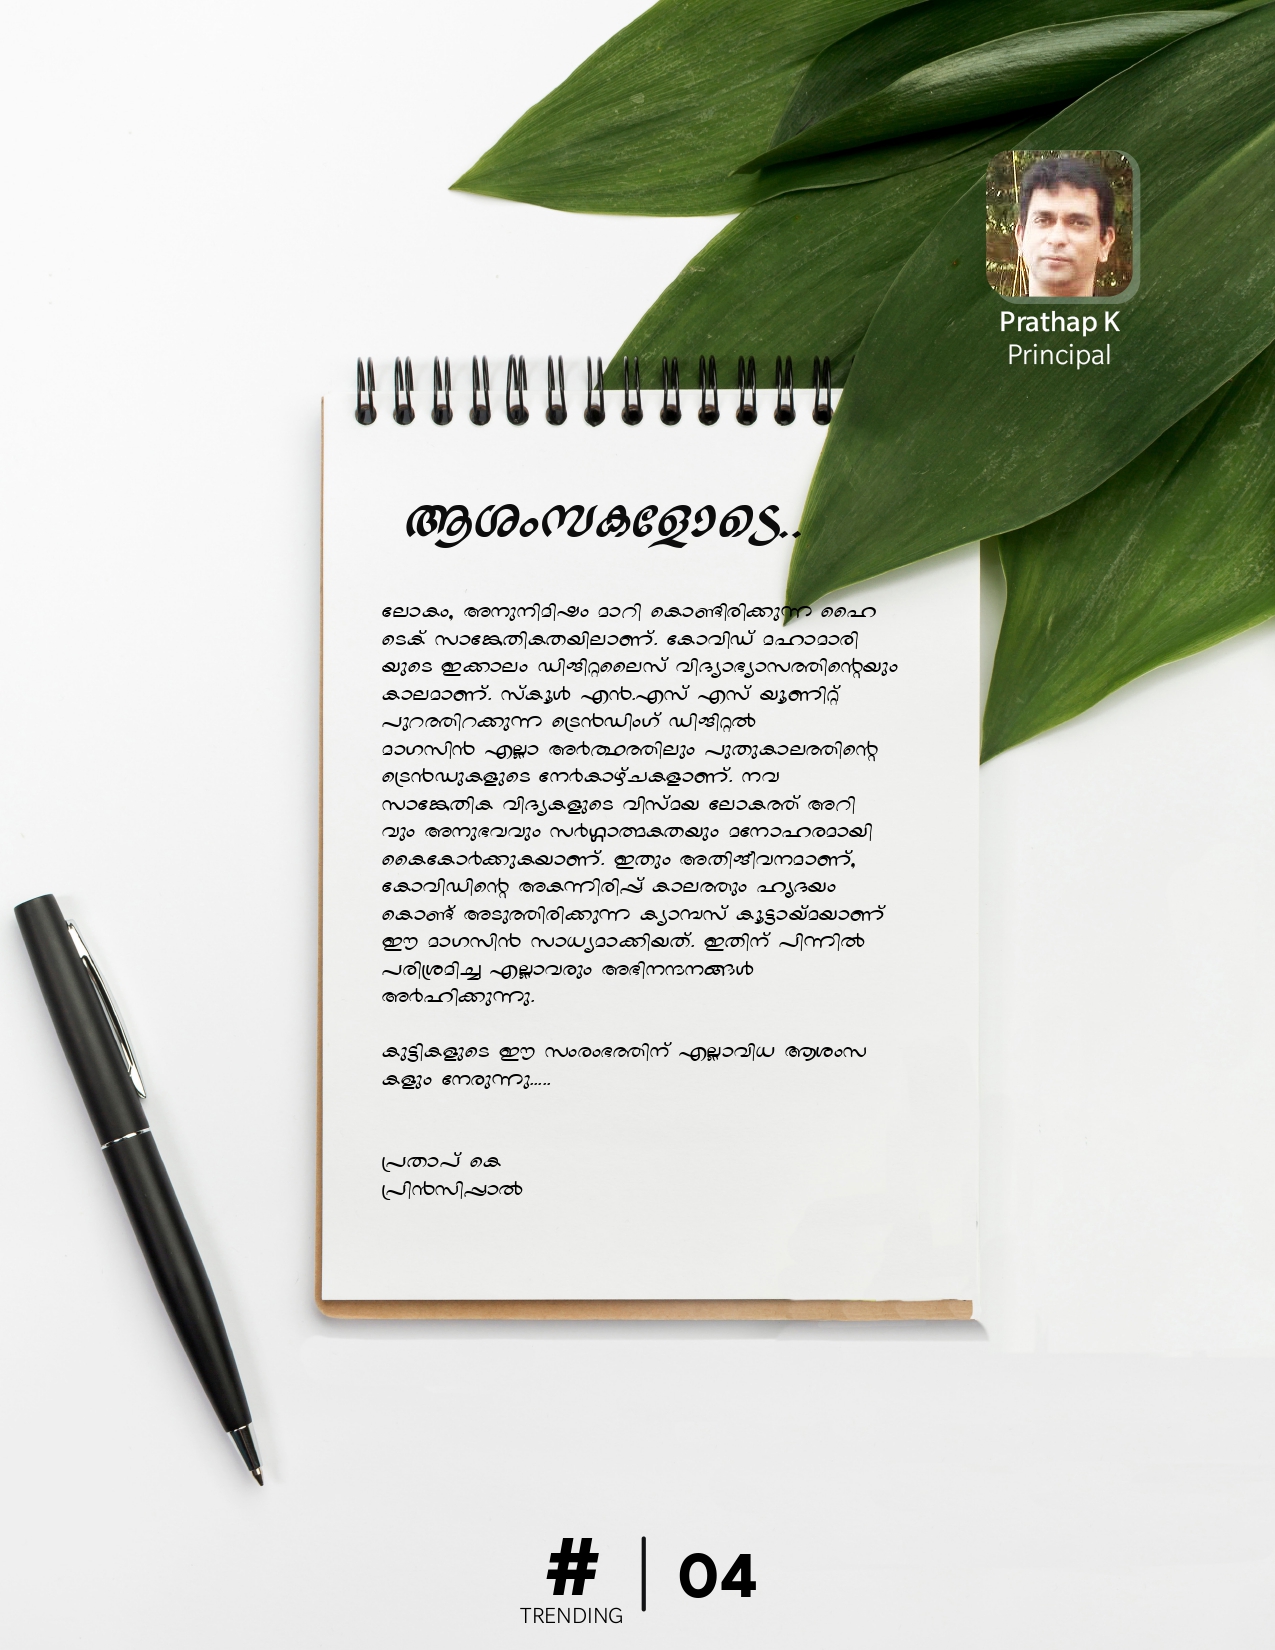 Prathap K
Principal
ആശംസകളോടെ..
ലോകം, അനുനിമിഷം മാറി കൊണ്ടിരിക്കുന്ന ഹൈ
ടെക് സാങ്കേതികതയിലാണ്. കോവിഡ് മഹാമാരി
യുടെ ഇക്കാലം ഡിജിറ്റലൈസ് വിദ്യാഭ്യാസത്തിന്റെയും
കാലമാണ്. സ്കൂൾ എൻ.എസ് എസ് യൂണിറ്റ്
പുറത്തിറക്കുന്ന ട്രെൻഡിംഗ് ഡിജിറ്റൽ
മാഗസിൻ എല്ലാ അർത്ഥത്തിലും പുതുകാലത്തിന്റെ
ട്രെൻഡുകളുടെ നേർകാഴ്ചകളാണ്. നവ
സാങ്കേതിക വിദ്യകളുടെ വിസ്മയ ലോകത്ത് അറി
വും അനുഭവവും സർഗ്ഗാത്മകതയും മനോഹരമായി
കൈകോർക്കുകയാണ്. ഇതും അതിജീവനമാണ്,
കോവിഡിന്റെ അകന്നിരിപ്പ് കാലത്തും ഹൃദയം
കൊണ്ട് അടുത്തിരിക്കുന്ന ക്യാമ്പസ് കൂട്ടായ്മയാണ്
ഈ മാഗസിൻ സാധ്യമാക്കിയത്. ഇതിന് പിന്നിൽ
പരിശ്രമിച്ച എല്ലാവരും അഭിനന്ദനങ്ങൾ
അർഹിക്കുന്നു.
കുട്ടികളുടെ ഈ സംരംഭത്തിന് എല്ലാവിധ ആശംസ
കളും നേരുന്നു.....
പ്രതാപ് കെ
പ്രിൻസിപ്പാൽ
# | 04
TRENDING